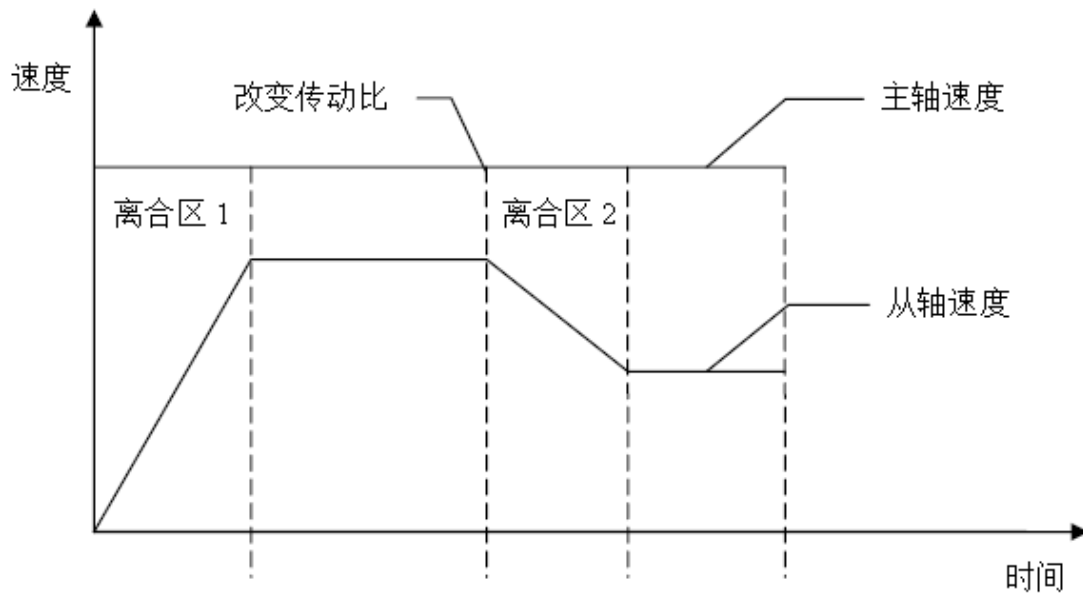 速度
改变传动比
主轴速度
离合区 1
离合区 2
从轴速度
时间